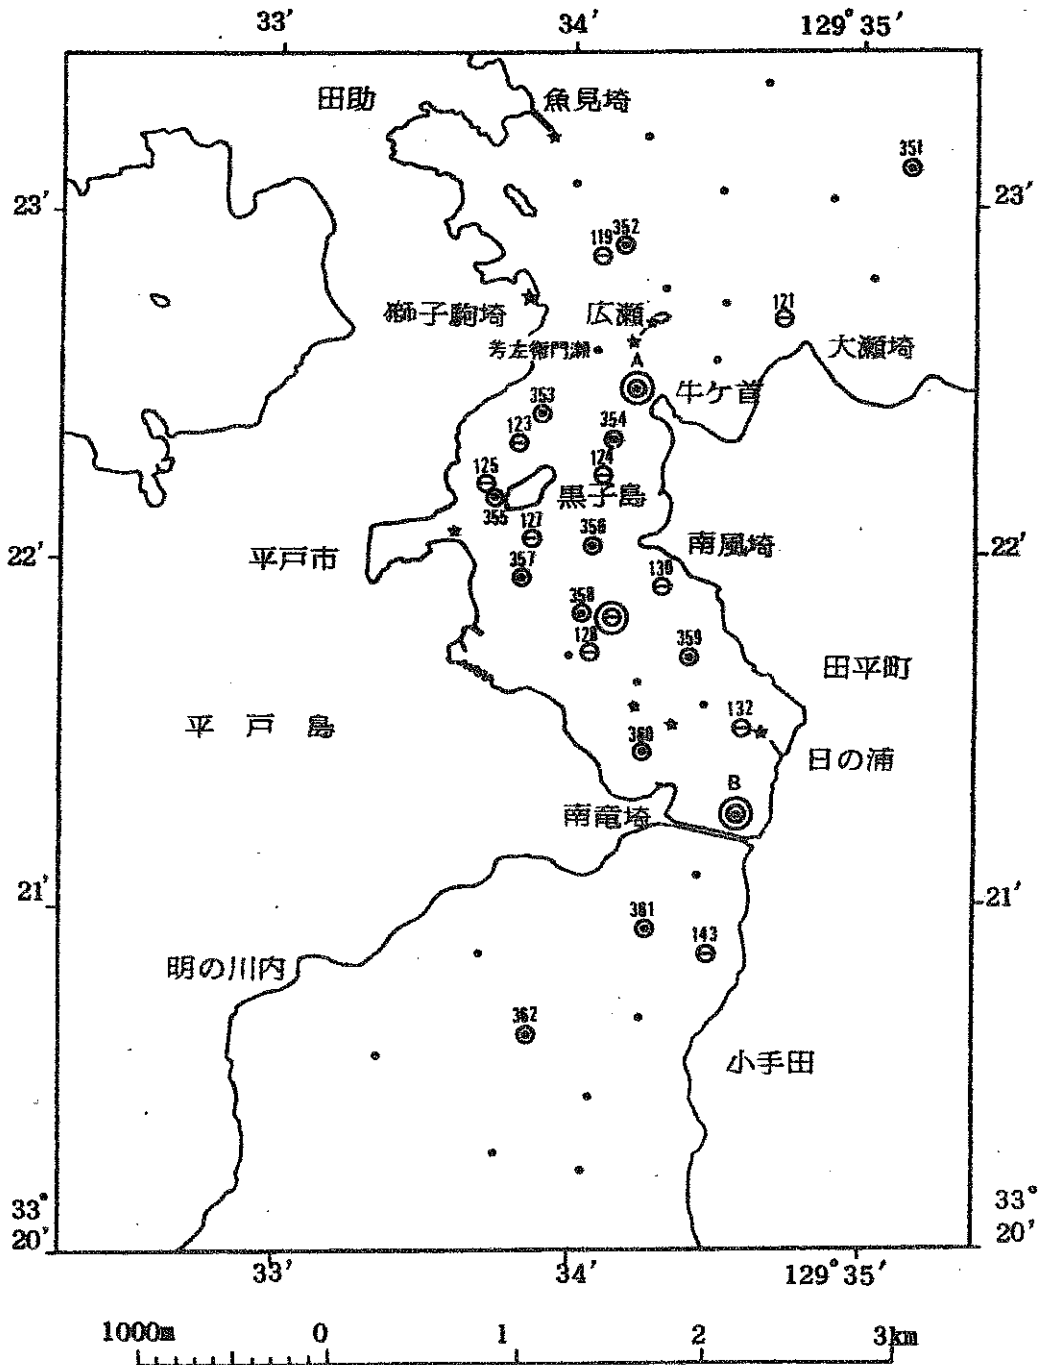 33′ 34′ 129° 35′
田助 魚見埼
351
23′ 23′
119 352
121
獅子駒埼 広瀬
大瀬埼
芳左衛門瀬
A
牛ケ首
353
354
123
124
125
黒子島
355 127 356
南風埼
平戸市
22′ 22′
357 130
358
128 359
田平町
132
平戸島
日の浦
360
B
南竜埼
21′ 21′
361
143
明の川内
362
小手田
33° 33°
20′ 20′
33′ 34′ 129° 35′
1000m 0 1 2 3km